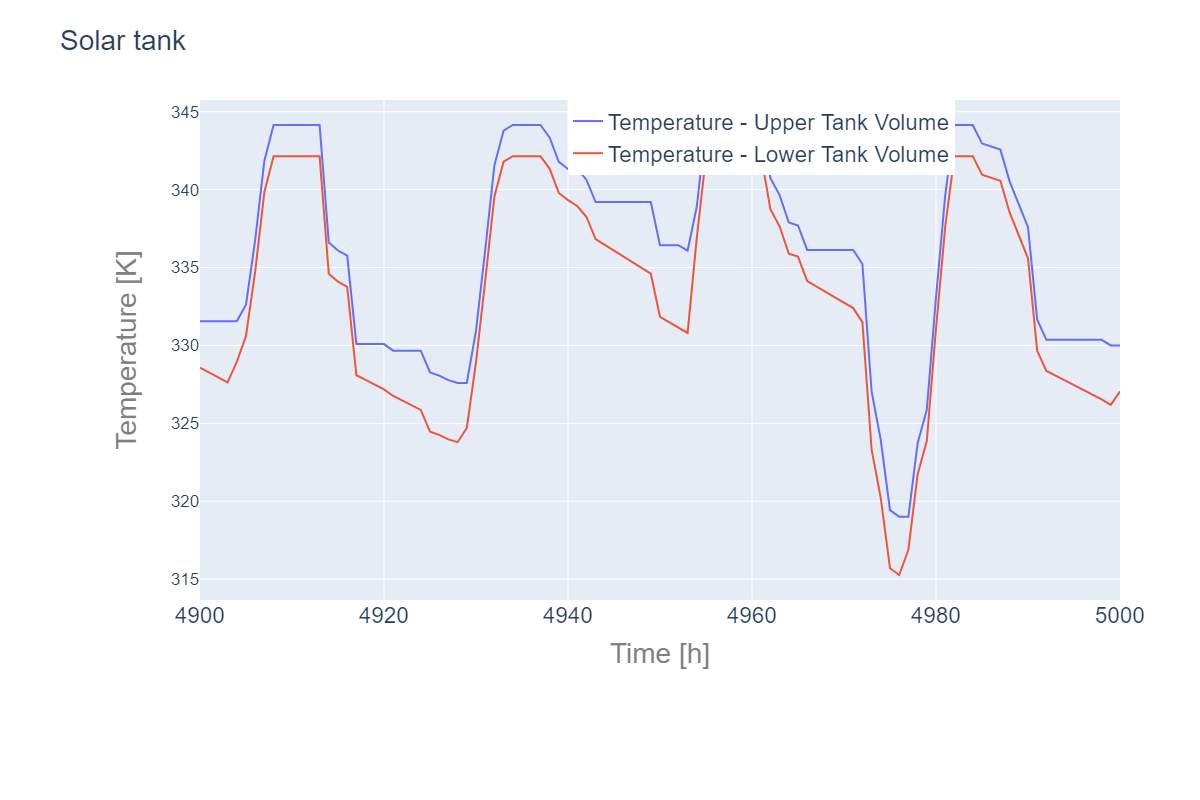 Solar tank
Temperature - Upper Tank Volume
Temperature - Lower Tank Volume
345
340
335
330
325
320
315
Temperature [K]
4900 4920 4940 4960 4980 5000
Time [h]